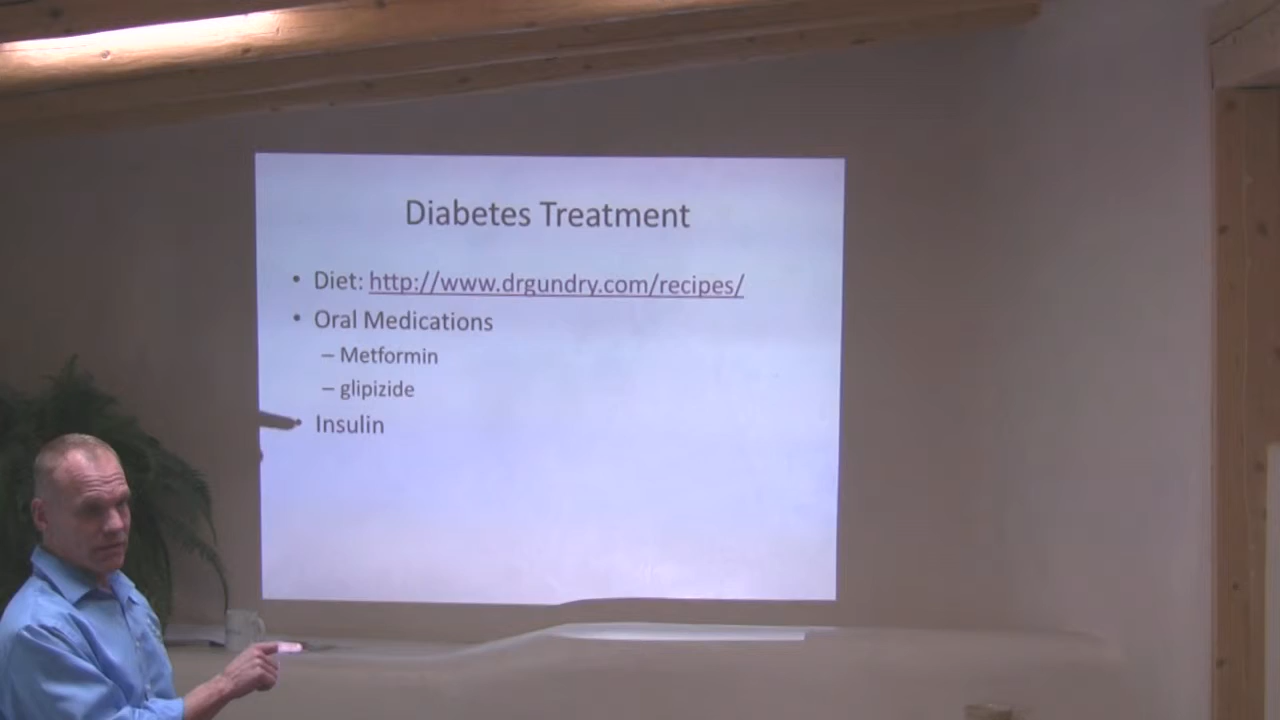 Diabetes Treatment
• Diet: http://www.drgundry.com/recipes/
• Oral Medications
– Metformin
– glipizide
• Insulin